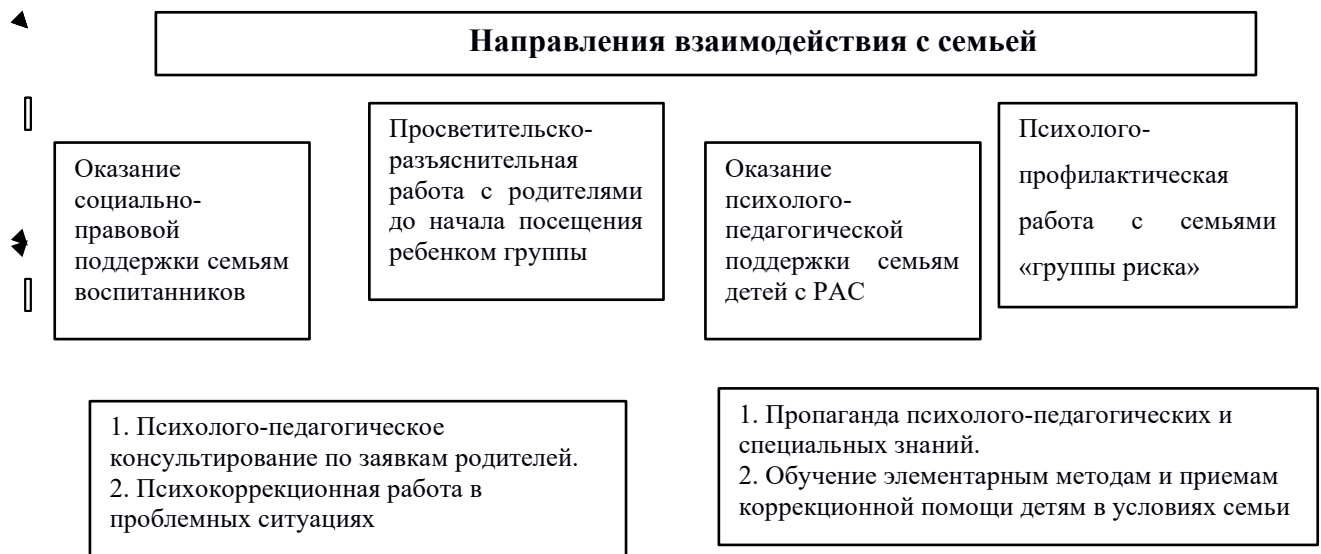 Направления взаимодействия с семьей
Оказание
социально-
правовой
поддержки семьям
воспитанников
Просветительско-
разъяснительная
работа с родителями
до начала посещения
ребенком группы
Оказание
психолого-
педагогической
поддержки семьям
детей с РАС
Психолого-
профилактическая
работа с семьями
«группы риска»
1. Психолого-педагогическое
консультирование по заявкам родителей.
2. Психокоррекционная работа в
проблемных ситуациях
1. Пропаганда психолого-педагогических и
специальных знаний.
2. Обучение элементарным методам и приемам
коррекционной помощи детям в условиях семьи